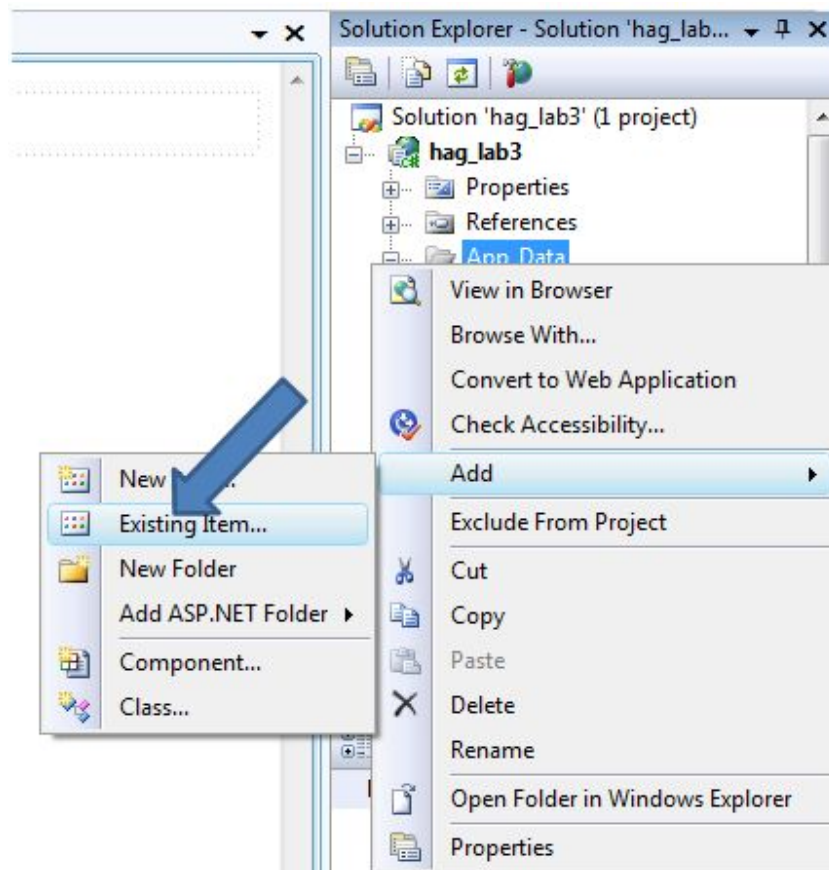 Solution Explorer - Solution 'hag_lab...
Solution 'hag_lab3' (1 project)
hag_lab3
Properties
References
App_Data
View in Browser
Browse With...
Convert to Web Application
Check Accessibility...
Add
Exclude From Project
Cut
Copy
Paste
Delete
Rename
Open Folder in Windows Explorer
Properties
New
Existing Item...
New Folder
Add ASP.NET Folder
Component...
Class...